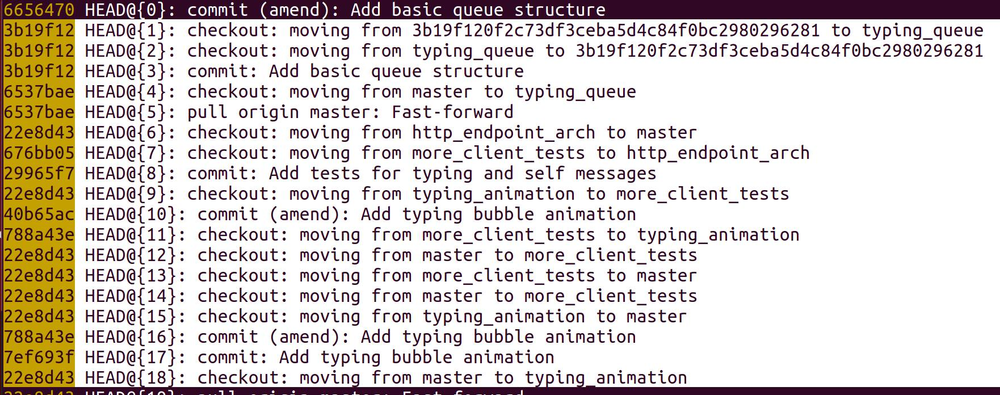 6656470 HEAD@{0}: commit (amend): Add basic queue structure
3b19f12 HEAD@{1}: checkout: moving from 3b19f120f2c73df3ceba5d4c84f0bc2980296281 to typing_queue
3b19f12 HEAD@{2}: checkout: moving from typing_queue to 3b19f120f2c73df3ceba5d4c84f0bc2980296281
3b19f12 HEAD@{3}: commit: Add basic queue structure
6537bae HEAD@{4}: checkout: moving from master to typing_queue
6537bae HEAD@{5}: pull origin master: Fast-forward
22e8d43 HEAD@{6}: checkout: moving from http_endpoint_arch to master
676bb05 HEAD@{7}: checkout: moving from more_client_tests to http_endpoint_arch
29965f7 HEAD@{8}: commit: Add tests for typing and self messages
22e8d43 HEAD@{9}: checkout: moving from typing_animation to more_client_tests
40b65ac HEAD@{10}: commit (amend): Add typing bubble animation
788a43e HEAD@{11}: checkout: moving from more_client_tests to typing_animation
22e8d43 HEAD@{12}: checkout: moving from master to more_client_tests
22e8d43 HEAD@{13}: checkout: moving from more_client_tests to master
22e8d43 HEAD@{14}: checkout: moving from master to more_client_tests
22e8d43 HEAD@{15}: checkout: moving from typing_animation to master
788a43e HEAD@{16}: commit (amend): Add typing bubble animation
7ef693f HEAD@{17}: commit: Add typing bubble animation
22e8d43 HEAD@{18}: checkout: moving from master to typing_animation
22e8d43 HEAD@{19}: pull origin master: Fast-forward